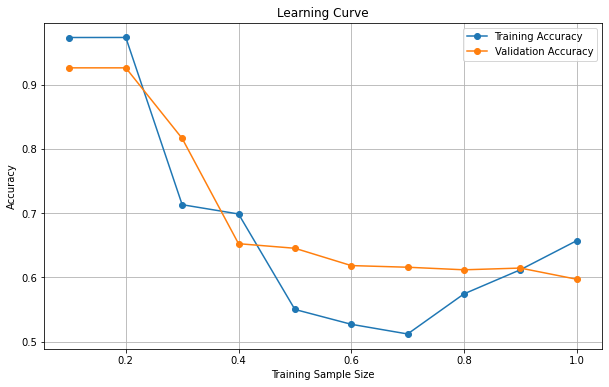 Learning Curve
Training Accuracy
Validation Accuracy
0.9
0.8
0.7
0.6
0.5
Accuracy
0.2
0.4
0.6
0.8
1.0
Training Sample Size